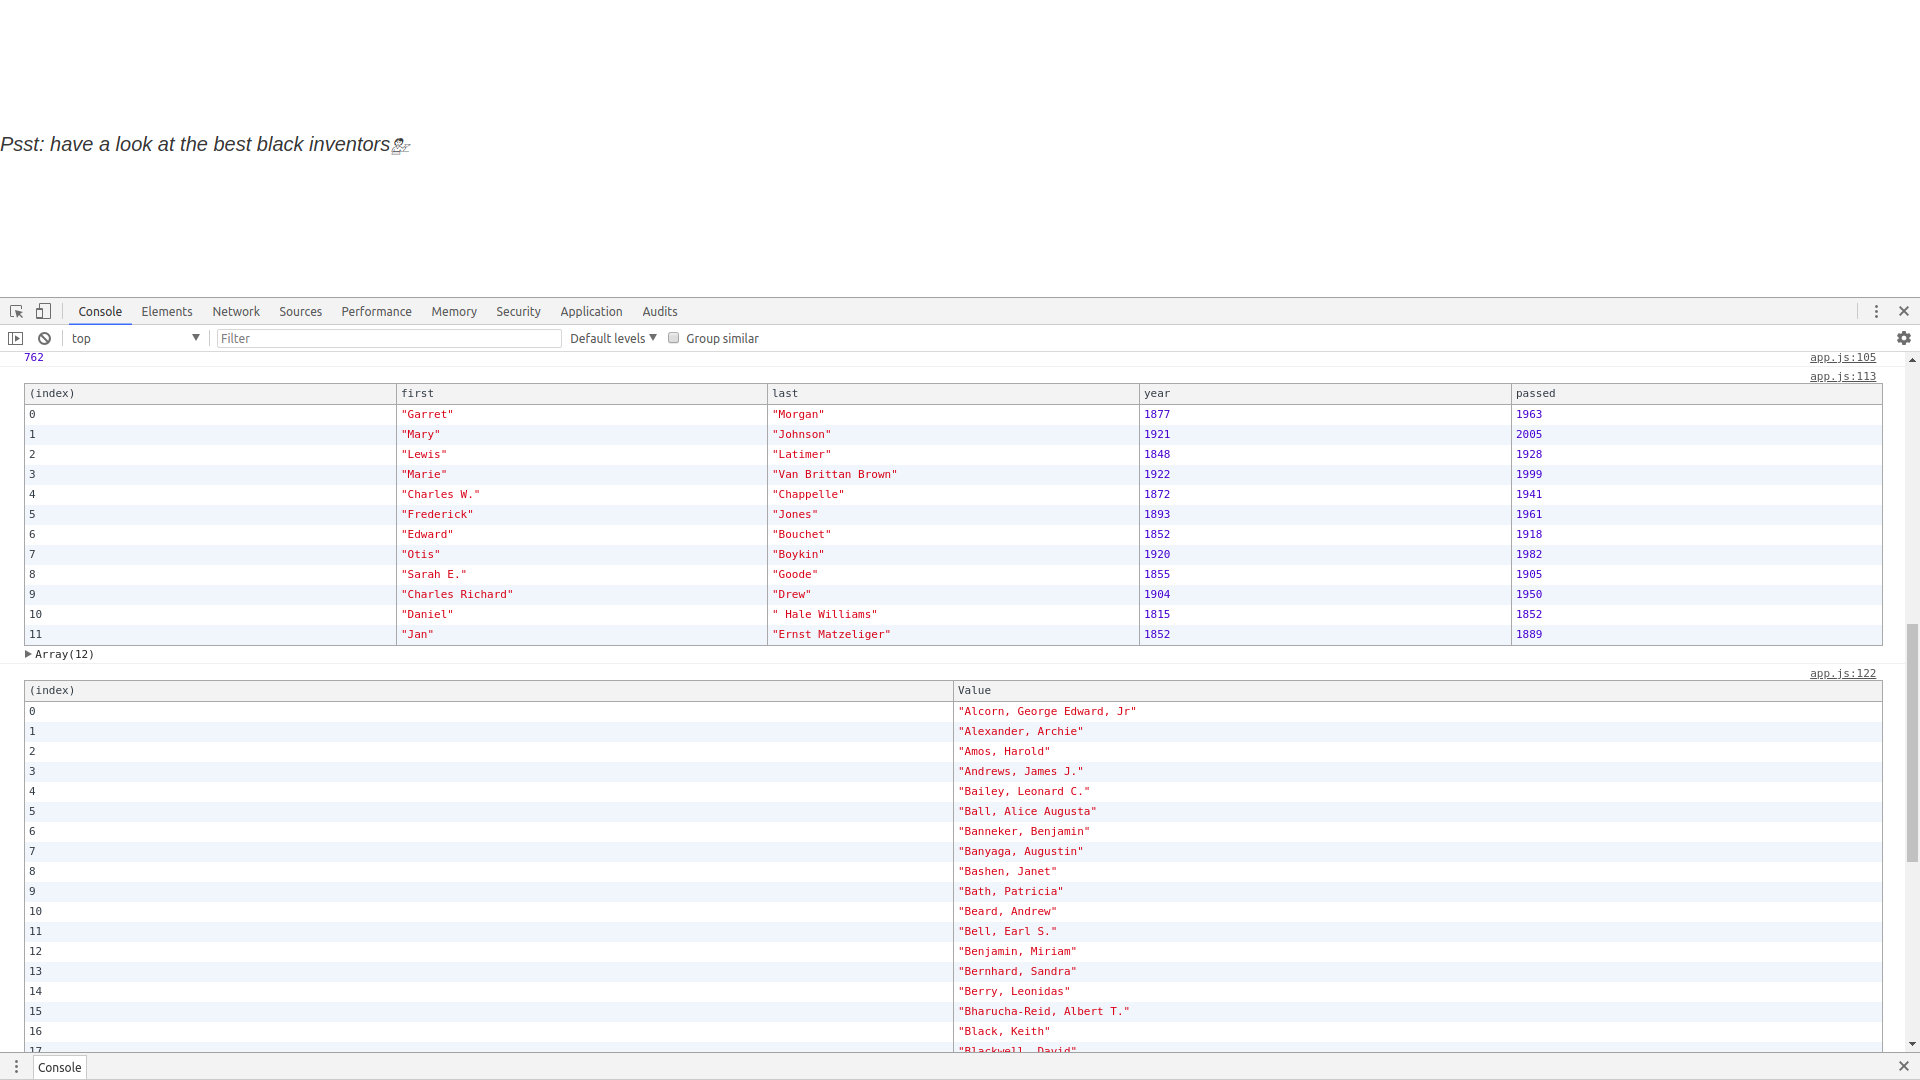 Psst: have a look at the best black inventors
Console Elements Network Sources Performance Memory Security Application Audits
top Filter Default levels Group similar
762 app.js:105
app.js:113
(index) first last year passed
0 "Garret" "Morgan" 1877 1963
1 "Mary" "Johnson" 1921 2005
2 "Lewis" "Latimer" 1848 1928
3 "Marie" "Van Brittan Brown" 1922 1999
4 "Charles W." "Chappelle" 1872 1941
5 "Frederick" "Jones" 1893 1961
6 "Edward" "Bouchet" 1852 1918
7 "Otis" "Boykin" 1920 1982
8 "Sarah E." "Goode" 1855 1905
9 "Charles Richard" "Drew" 1904 1950
10 "Daniel" " Hale Williams" 1815 1852
11 "Jan" "Ernst Matzeliger" 1852 1889
Array(12)
app.js:122
(index) Value
0 "Alcorn, George Edward, Jr"
1 "Alexander, Archie"
2 "Amos, Harold"
3 "Andrews, James J."
4 "Bailey, Leonard C."
5 "Ball, Alice Augusta"
6 "Banneker, Benjamin"
7 "Banyaga, Augustin"
8 "Bashen, Janet"
9 "Bath, Patricia"
10 "Beard, Andrew"
11 "Bell, Earl S."
12 "Benjamin, Miriam"
13 "Bernhard, Sandra"
14 "Berry, Leonidas"
15 "Bharucha-Reid, Albert T."
16 "Black, Keith"
17 "Blackwell, David"
Console